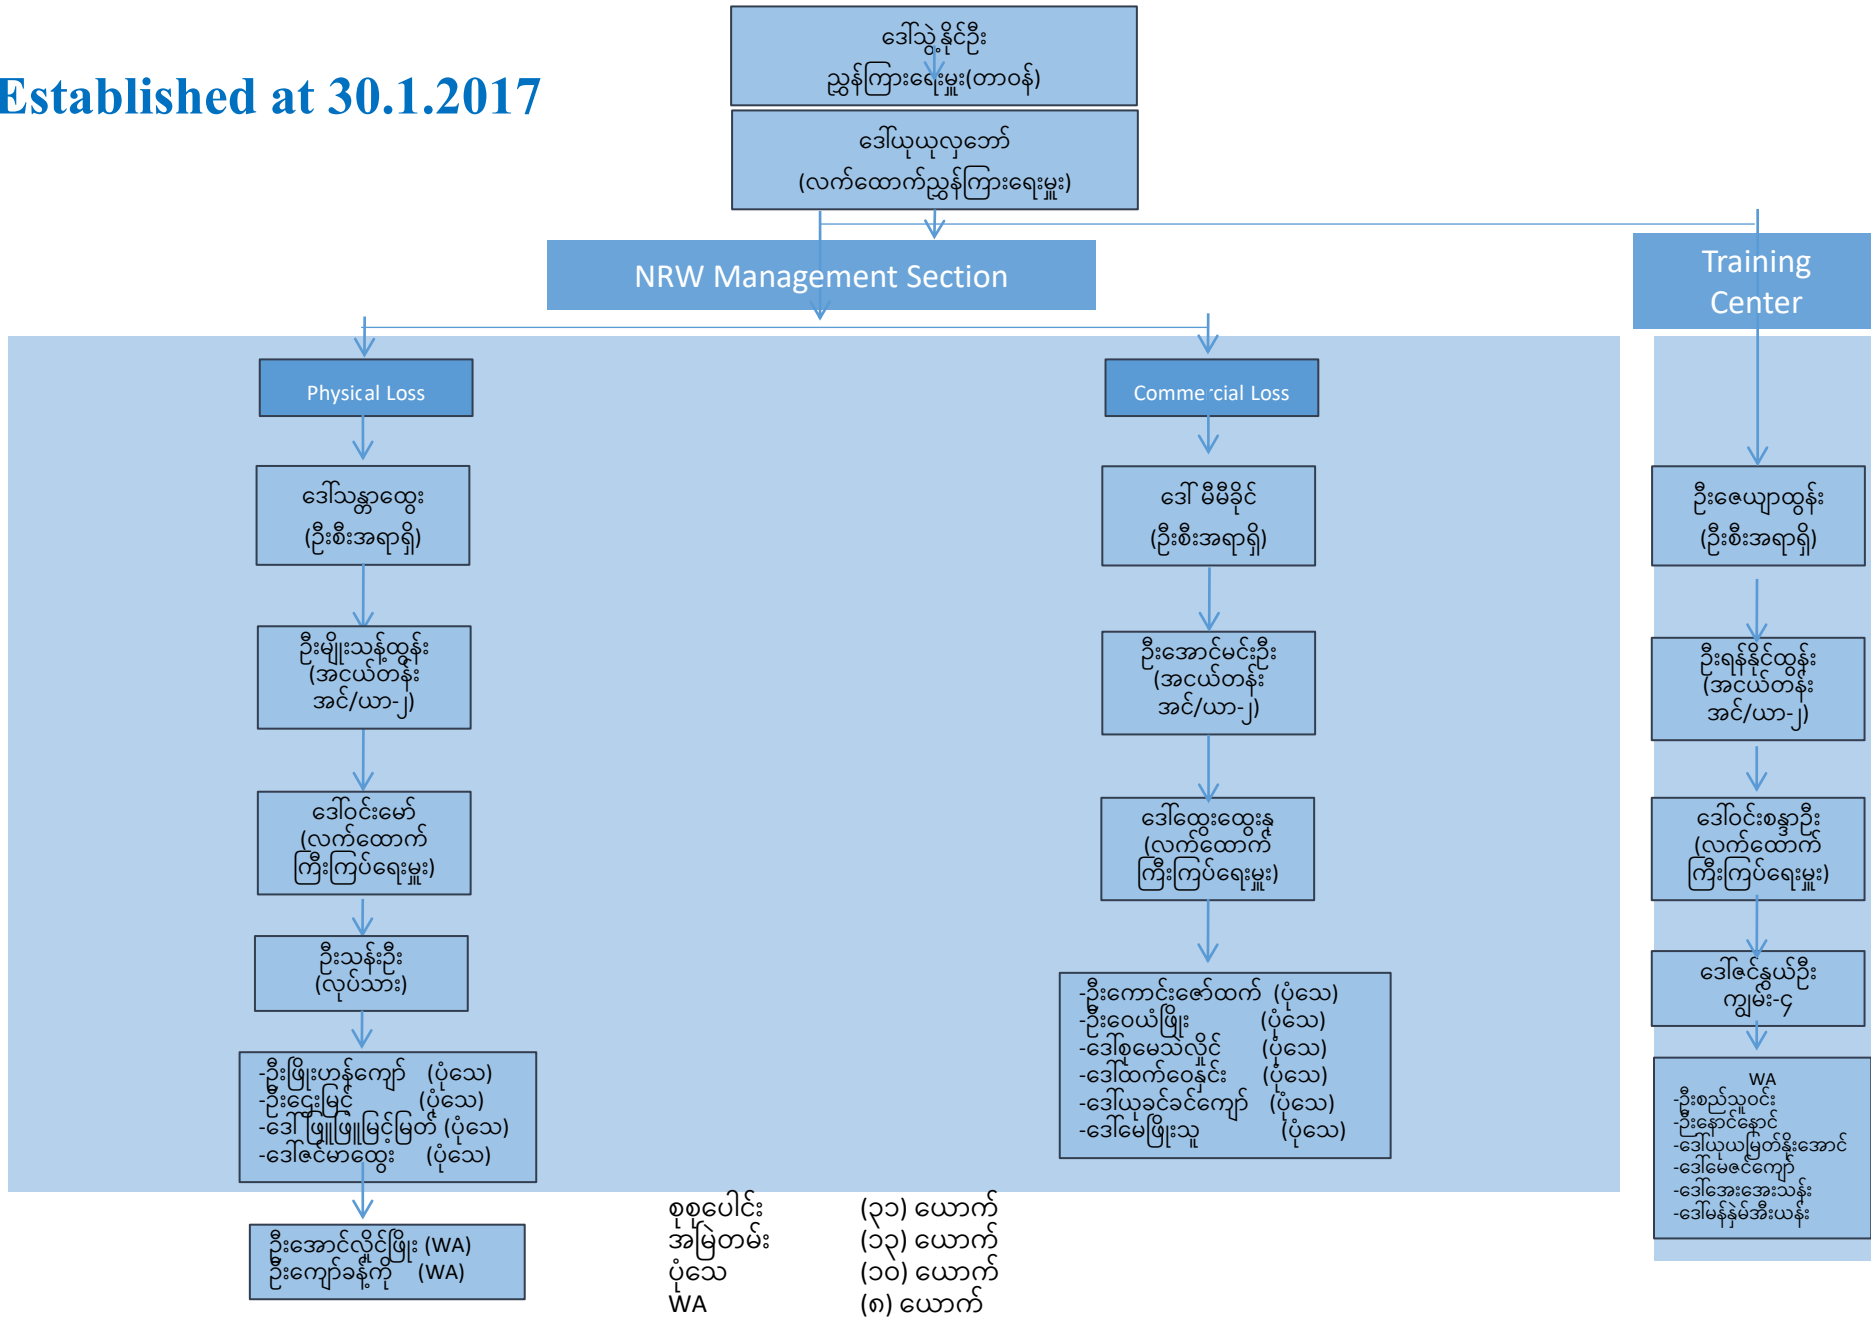 Established at 30.1.2017
ဒေါ်သွဲ့နိုင်ဦး
ညွှန်ကြားရေးမှူး(တာဝန်)
ဒေါ်ယုယုလှဘော်
(လက်ထောက်ညွှန်ကြားရေးမှူး)
NRW Management Section
Training
Center
Physical Loss
ဒေါ်သန္တာထွေး
(ဦးစီးအရာရှိ)
ဦးမျိုးသန့်ထွန်း
(အငယ်တန်း
အင်/ယာ-၂)
ဒေါ်ဝင်းမော်
(လက်ထောက်
ကြီးကြပ်ရေးမှူး)
ဦးသန်းဦး
(လုပ်သား)
-ဦးဖြိုးဟန်ကျော် (ပုံသေ)
-ဦးဌေးမြင့် (ပုံသေ)
-ဒေါ် ဖြူဖြူမြင့်မြတ် (ပုံသေ)
-ဒေါ်ဇင်မာထွေး (ပုံသေ)
ဦးအောင်လှိုင်ဖြိုး (WA)
ဦးကျော်ခန့်ကို (WA)
Commercial Loss
ဒေါ် မီမီခိုင်
(ဦးစီးအရာရှိ)
ဦးအောင်မင်းဦး
(အငယ်တန်း
အင်/ယာ-၂)
ဒေါ်ထွေးထွေးနု
(လက်ထောက်
ကြီးကြပ်ရေးမှူး)
-ဦးကောင်းဇော်ထက် (ပုံသေ)
-ဦးဝေယံဖြိုး (ပုံသေ)
-ဒေါ်စုမေသဲလှိုင် (ပုံသေ)
-ဒေါ်ထက်ဝေနှင်း (ပုံသေ)
-ဒေါ်ယုခင်ခင်ကျော် (ပုံသေ)
-ဒေါ်မေဖြိုးသူ (ပုံသေ)
ဦးဇေယျာထွန်း
(ဦးစီးအရာရှိ)
ဦးရန်နိုင်ထွန်း
(အငယ်တန်း
အင်/ယာ-၂)
ဒေါ်ဝင်းစန္ဒာဦး
(လက်ထောက်
ကြီးကြပ်ရေးမှူး)
ဒေါ်ဇင်နွယ်ဦး
ကျွမ်း-၄
WA
-ဦးစည်သူဝင်း
-ဦးနောင်နောင်
-ဒေါ်ယုယမြတ်နိုးအောင်
-ဒေါ်မေဇင်ကျော်
-ဒေါ်အေးအေးသန်း
-ဒေါ်မန်နှမ်အီးယန်း
စုစုပေါင်း (၃၁) ယောက်
အမြဲတမ်း (၁၃) ယောက်
ပုံသေ (၁၀) ယောက်
WA (၈) ယောက်